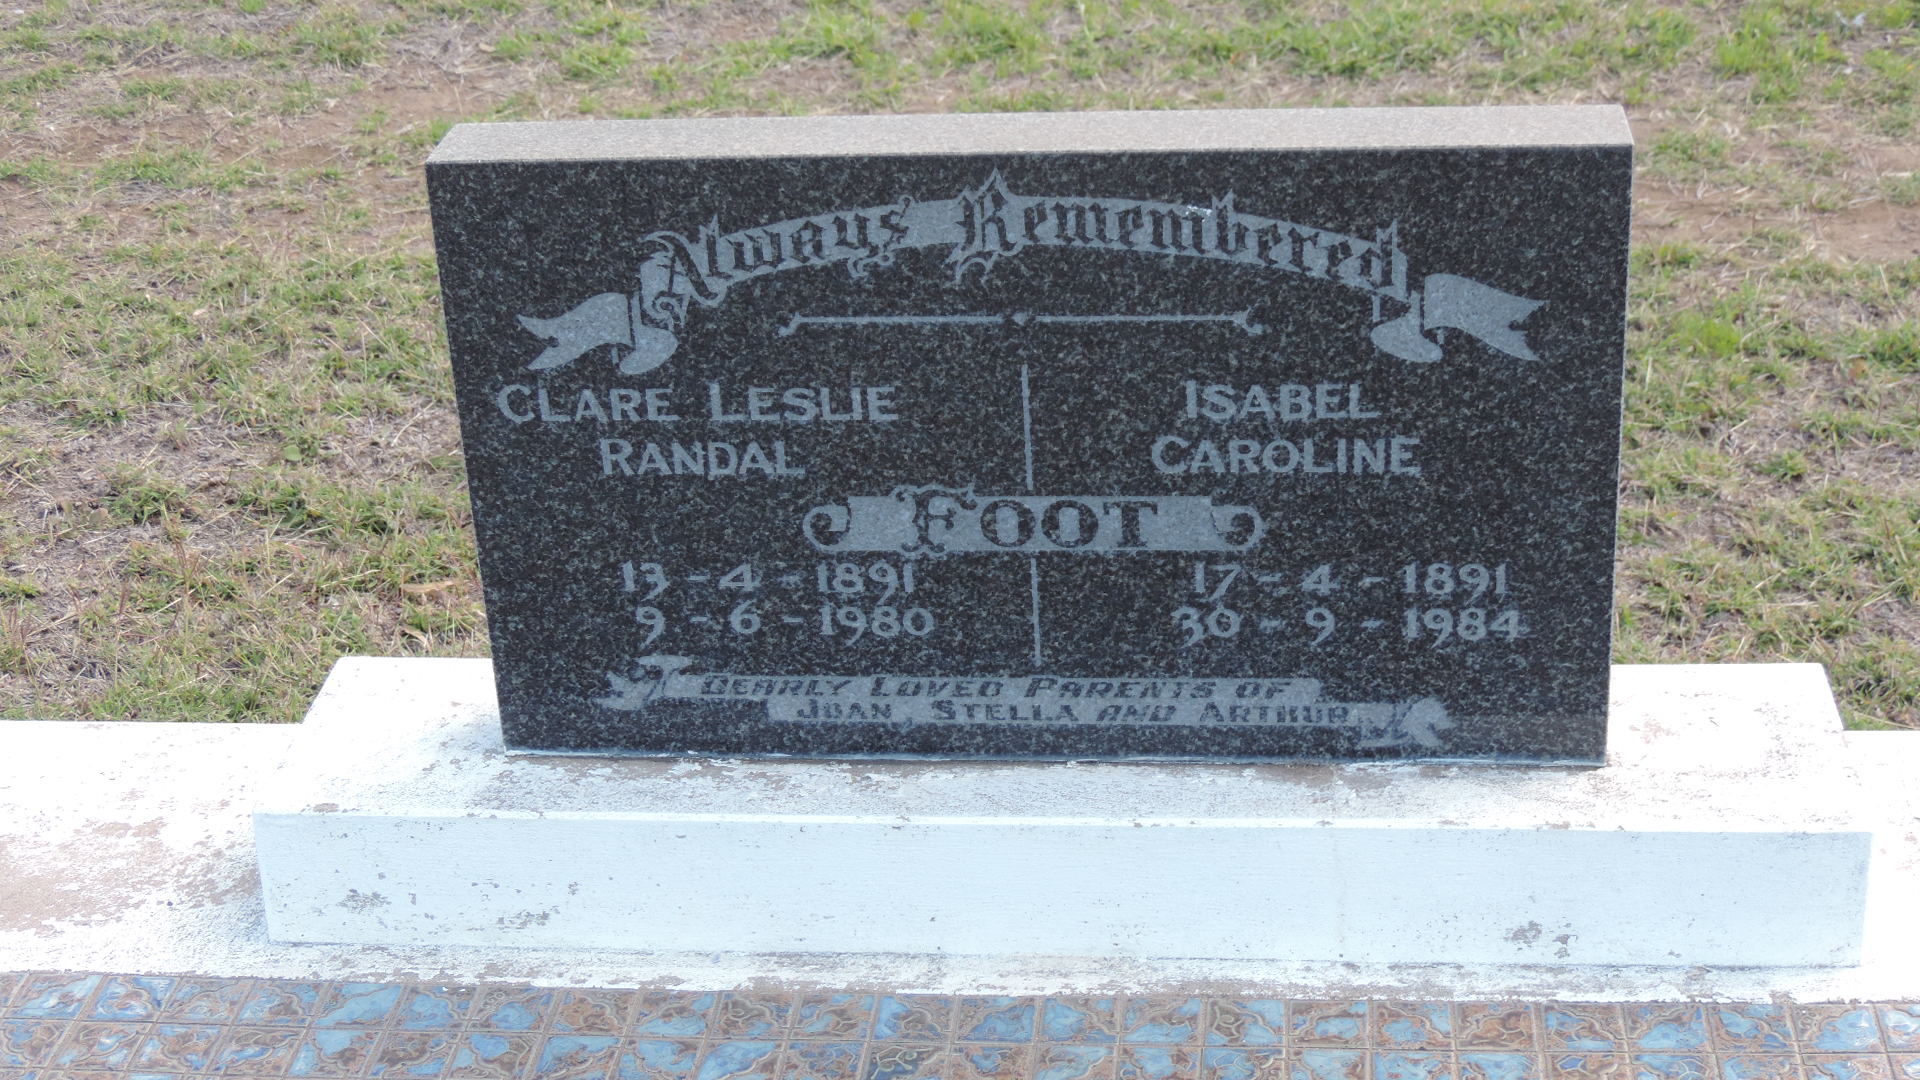 Always Remembered
CLARE LESLIE
RANDAL
ISABEL
CAROLINE
FOOT
13 - 4 - 1891
9 - 6 - 1980
17 - 4 - 1891
30 - 9 - 1984
DEARLY LOVED PARENTS OF
JOAN, STELLA AND ARTHUR